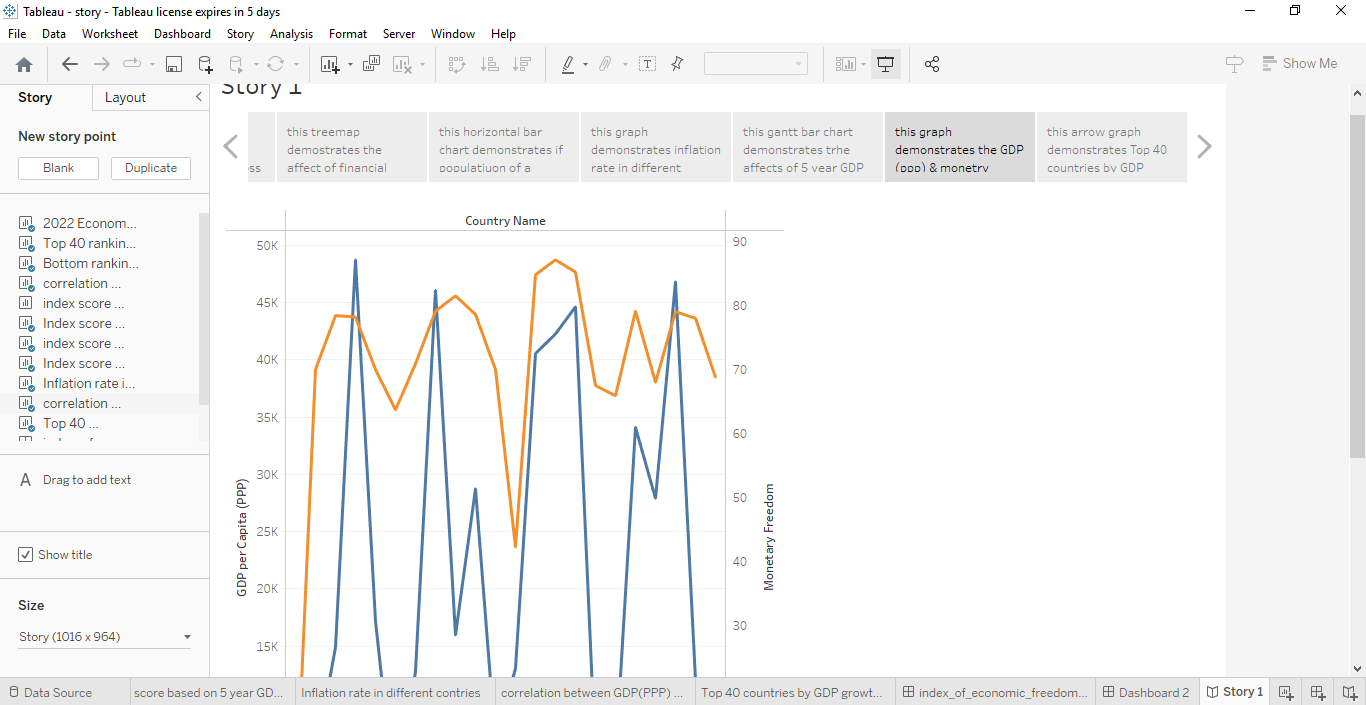 Tableau - story - Tableau license expires in 5 days
File Data Worksheet Dashboard Story Analysis Format Server Window Help
Show Me
Story Layout
New story point
Blank Duplicate
2022 Econom...
Top 40 rankin...
Bottom rankin...
correlation ...
index score ...
Index score ...
index score ...
Index score ...
Inflation rate i...
correlation ...
Top 40 ...
A Drag to add text
Show title
Size
Story (1016 x 964)
Story 1
ss
this treemap
demostrates the
affect of financial
this horizontal bar
chart demonstrates if
populatiuon of a
this graph
demonstrates inflation
rate in different
this gantt bar chart
demonstrates trhe
affects of 5 year GDP
this graph
demonstrates the GDP
(ppp) & monetry
this arrow graph
demonstrates Top 40
countries by GDP
Country Name
50K
45K
40K
35K
30K
25K
20K
15K
GDP per Capita (PPP)
90
80
70
60
50
40
30
Monetary Freedom
Data Source score based on 5 year GD... Inflation rate in different contries correlation between GDP(PPP) ... Top 40 countries by GDP growt... index_of_economic_freedom... Dashboard 2 Story 1